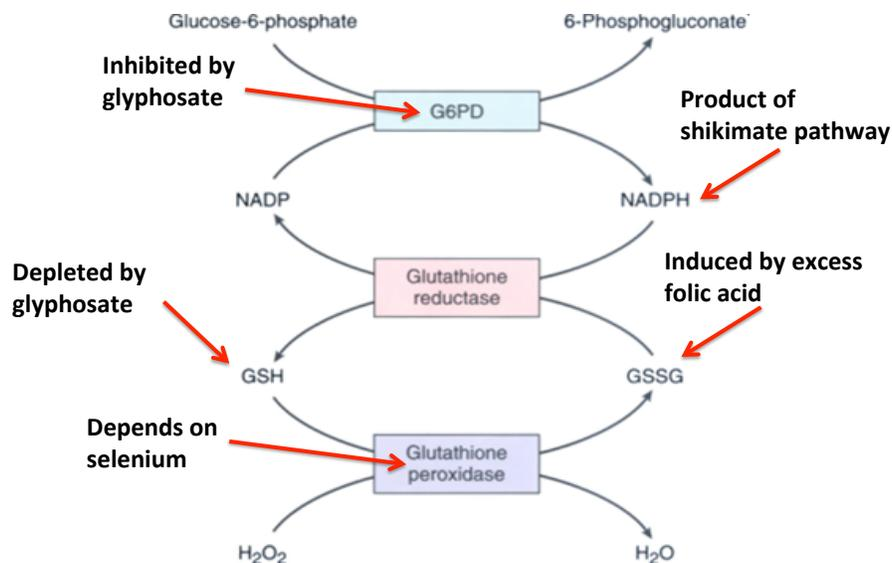 Glucose-6-phosphate
6-Phosphogluconate
Inhibited by
glyphosate
G6PD
Product of
shikimate pathway
NADP
NADPH
Depleted by
glyphosate
Glutathione
reductase
Induced by excess
folic acid
GSH
GSSG
Depends on
selenium
Glutathione
peroxidase
H₂O₂
H₂O